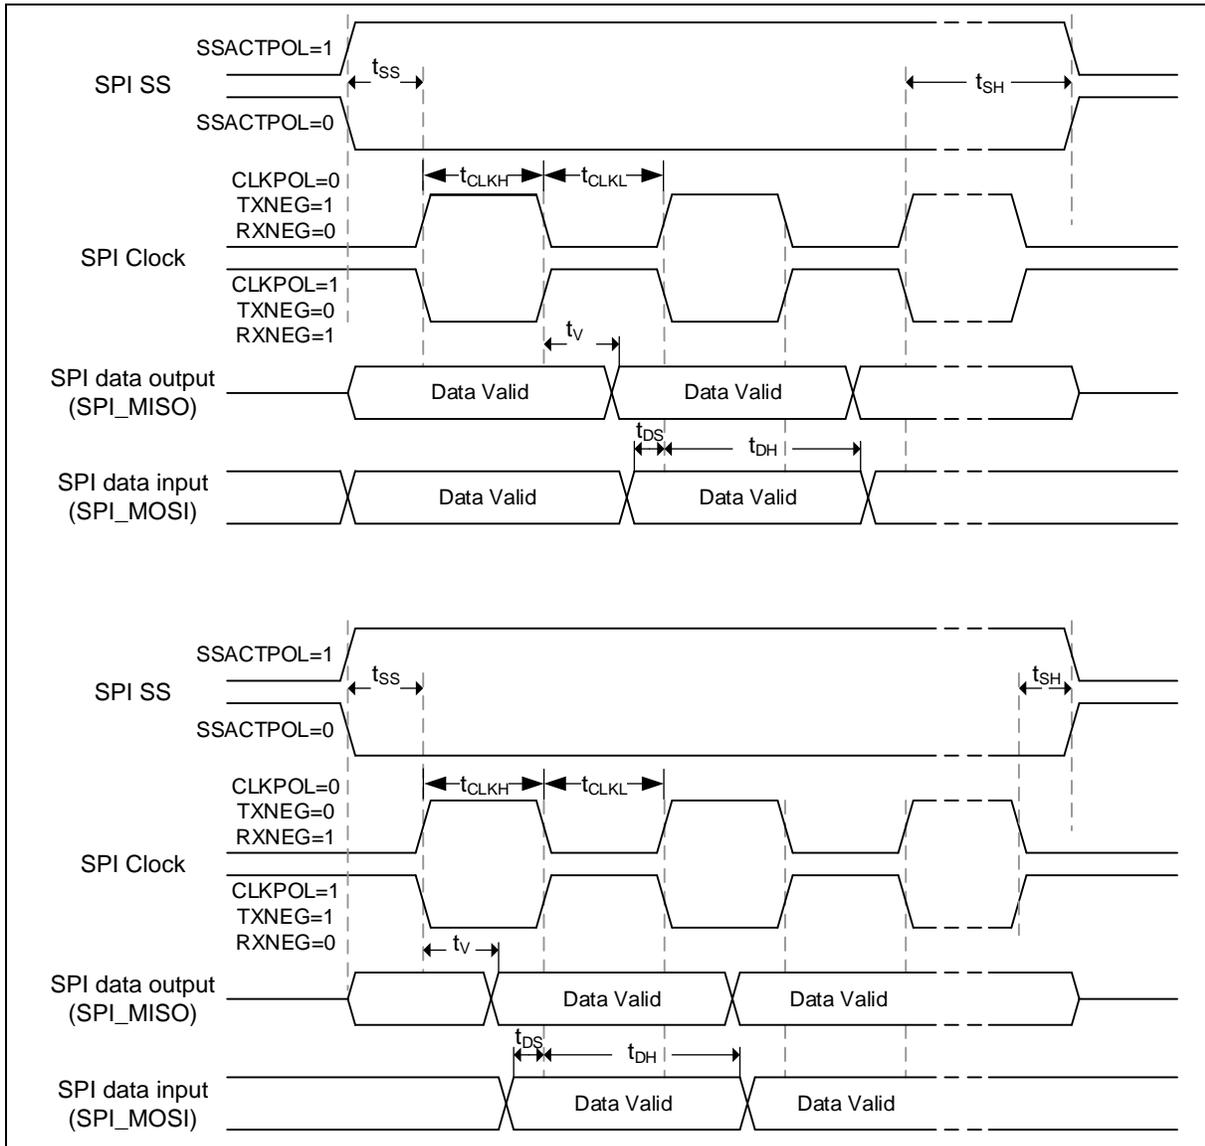 SSACTPOL=1
SPI SS
tSS
tSH
SSACTPOL=0
CLKPOL=0
TXNEG=1
RXNEG=0
tCLKH
tCLKL
SPI Clock
CLKPOL=1
TXNEG=0
RXNEG=1
tV
SPI data output
(SPI_MISO)
Data Valid
Data Valid
tDS
tDH
SPI data input
(SPI_MOSI)
Data Valid
Data Valid
SSACTPOL=1
SPI SS
tSS
tSH
SSACTPOL=0
CLKPOL=0
TXNEG=0
RXNEG=1
tCLKH
tCLKL
SPI Clock
CLKPOL=1
TXNEG=1
RXNEG=0
tV
SPI data output
(SPI_MISO)
Data Valid
Data Valid
tDS
tDH
SPI data input
(SPI_MOSI)
Data Valid
Data Valid